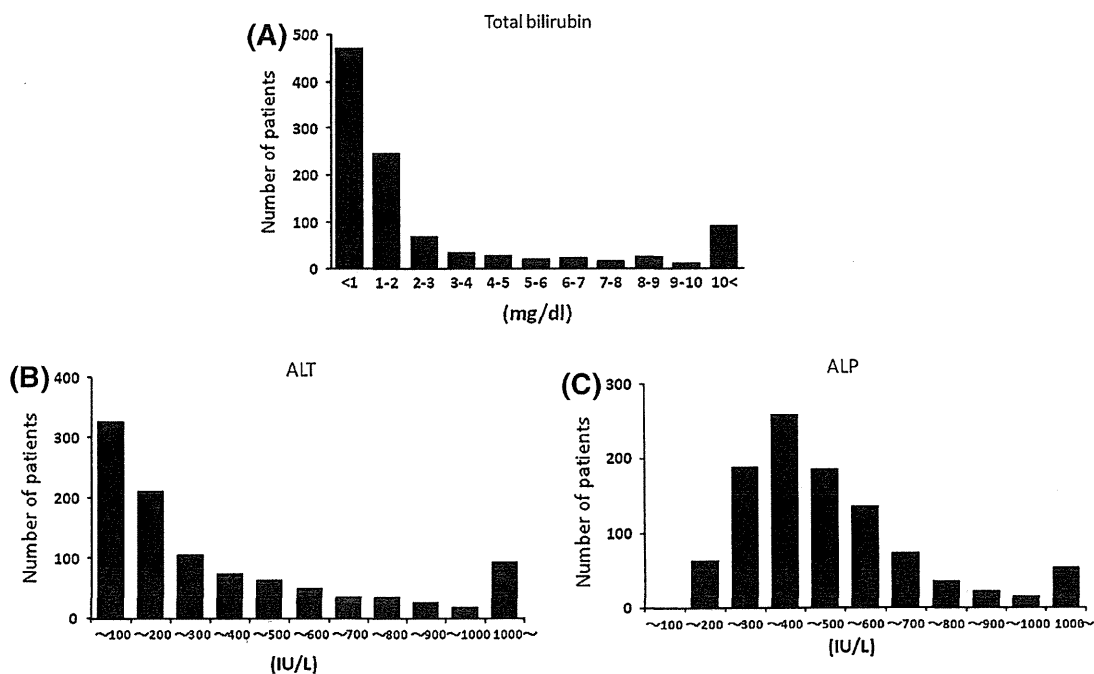 (A)
Total bilirubin
Number of patients
500
400
300
200
100
0
<1 1-2 2-3 3-4 4-5 5-6 6-7 7-8 8-9 9-10 10<
(mg/dl)
(B)
ALT
Number of patients
400
300
200
100
0
~100 ~200 ~300 ~400 ~500 ~600 ~700 ~800 ~900 ~1000 1000~
(IU/L)
(C)
ALP
Number of patients
300
200
100
0
~100 ~200 ~300 ~400 ~500 ~600 ~700 ~800 ~900 ~1000 1000~
(IU/L)